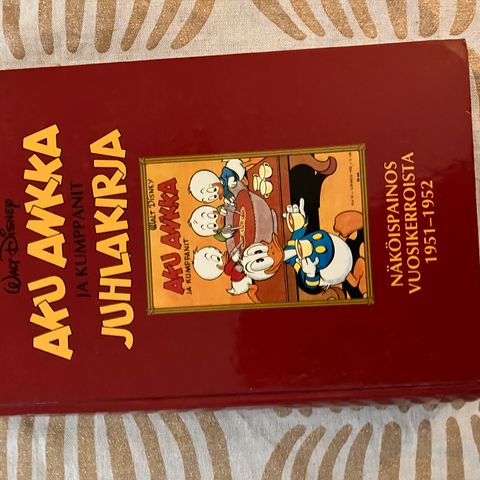 Walt Disney
AKU ANKKA
JA KUMPPANIT
JUHLAKIRJA
WALT DISNEY
AKU ANKKA
JA KUMPPANIT
NÄKÖISPAINOS
VUOSIKERROISTA
1951–1952